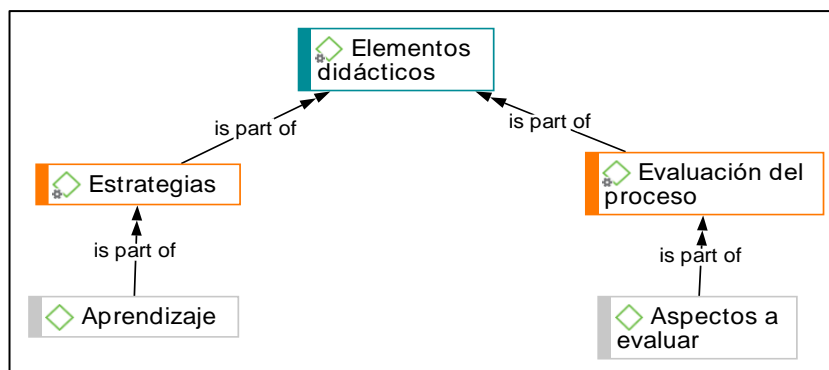 Elementos
didácticos
is part of
is part of
Estrategias
Evaluación del
proceso
is part of
is part of
Aprendizaje
Aspectos a
evaluar